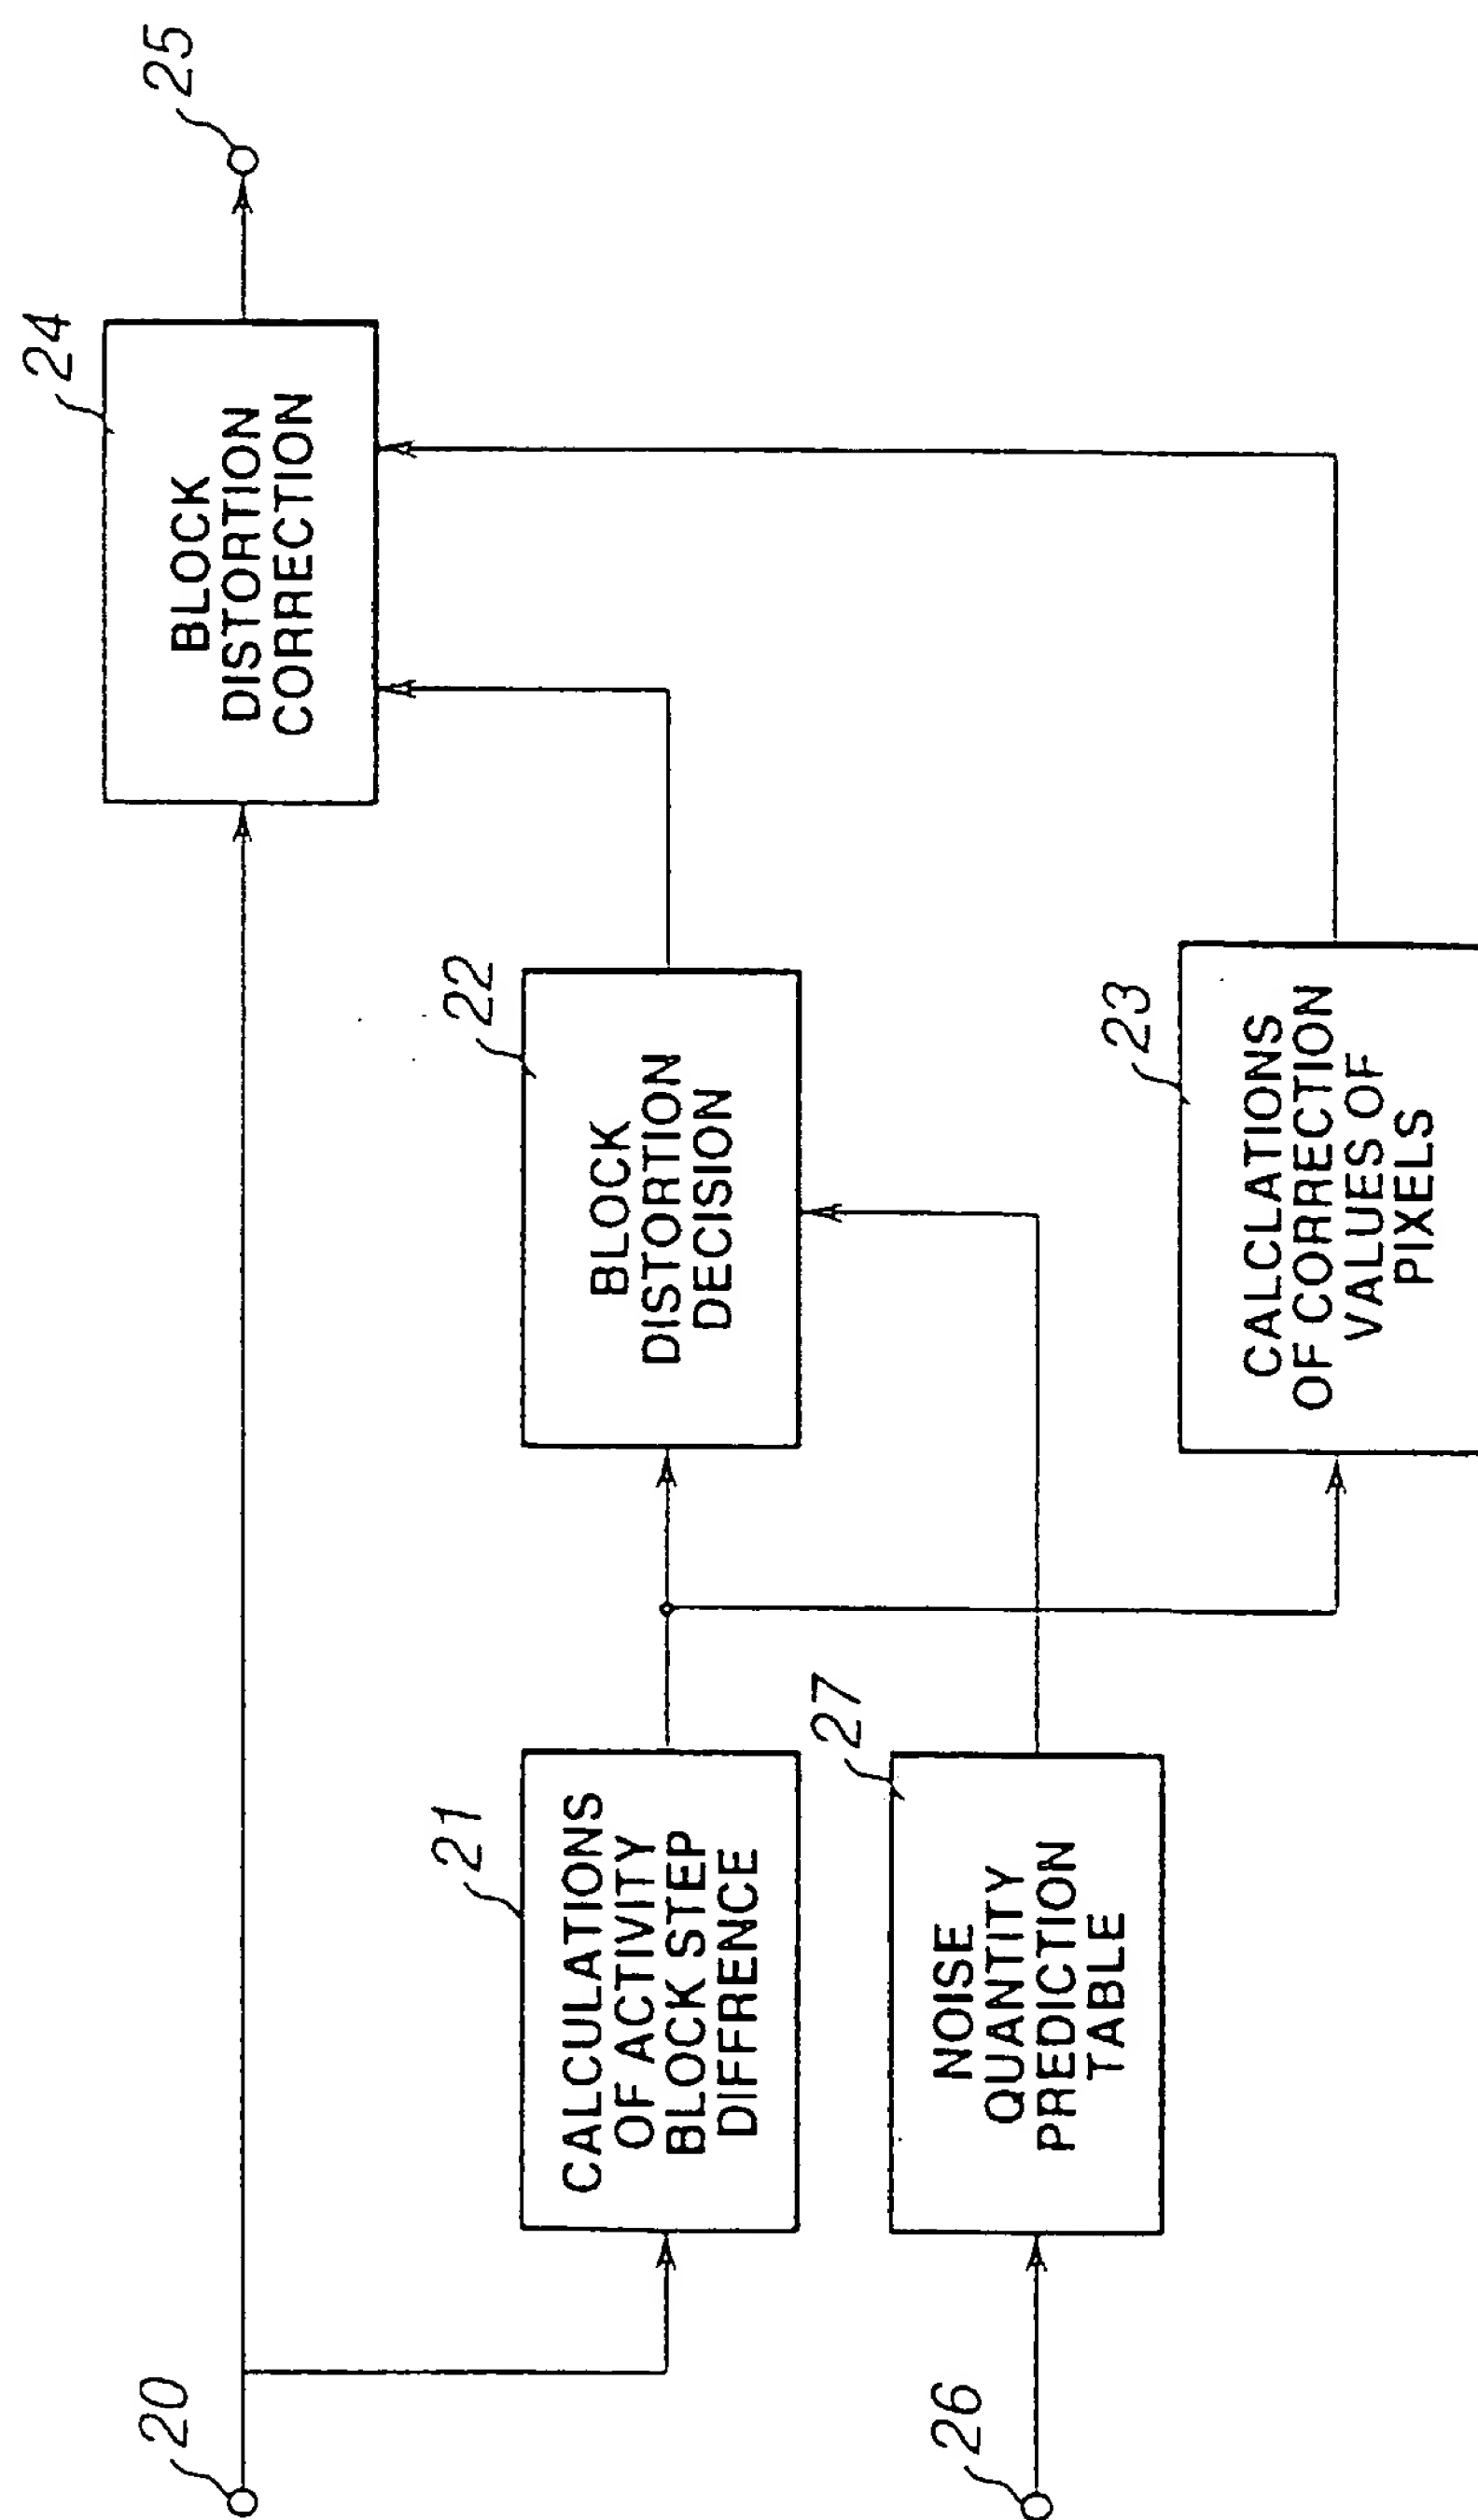 20
21
CALCULATIONS
OF ACTIVITY
BLOCK STEP
DIFFERENCE
22
BLOCK
DISTORTION
DECISION
24
BLOCK
DISTORTION
CORRECTION
25
26
27
NOISE
QUANTITY
PREDICTION
TABLE
23
CALCLATIONS
OF CORRECTION
VALUES OF
PIXELS